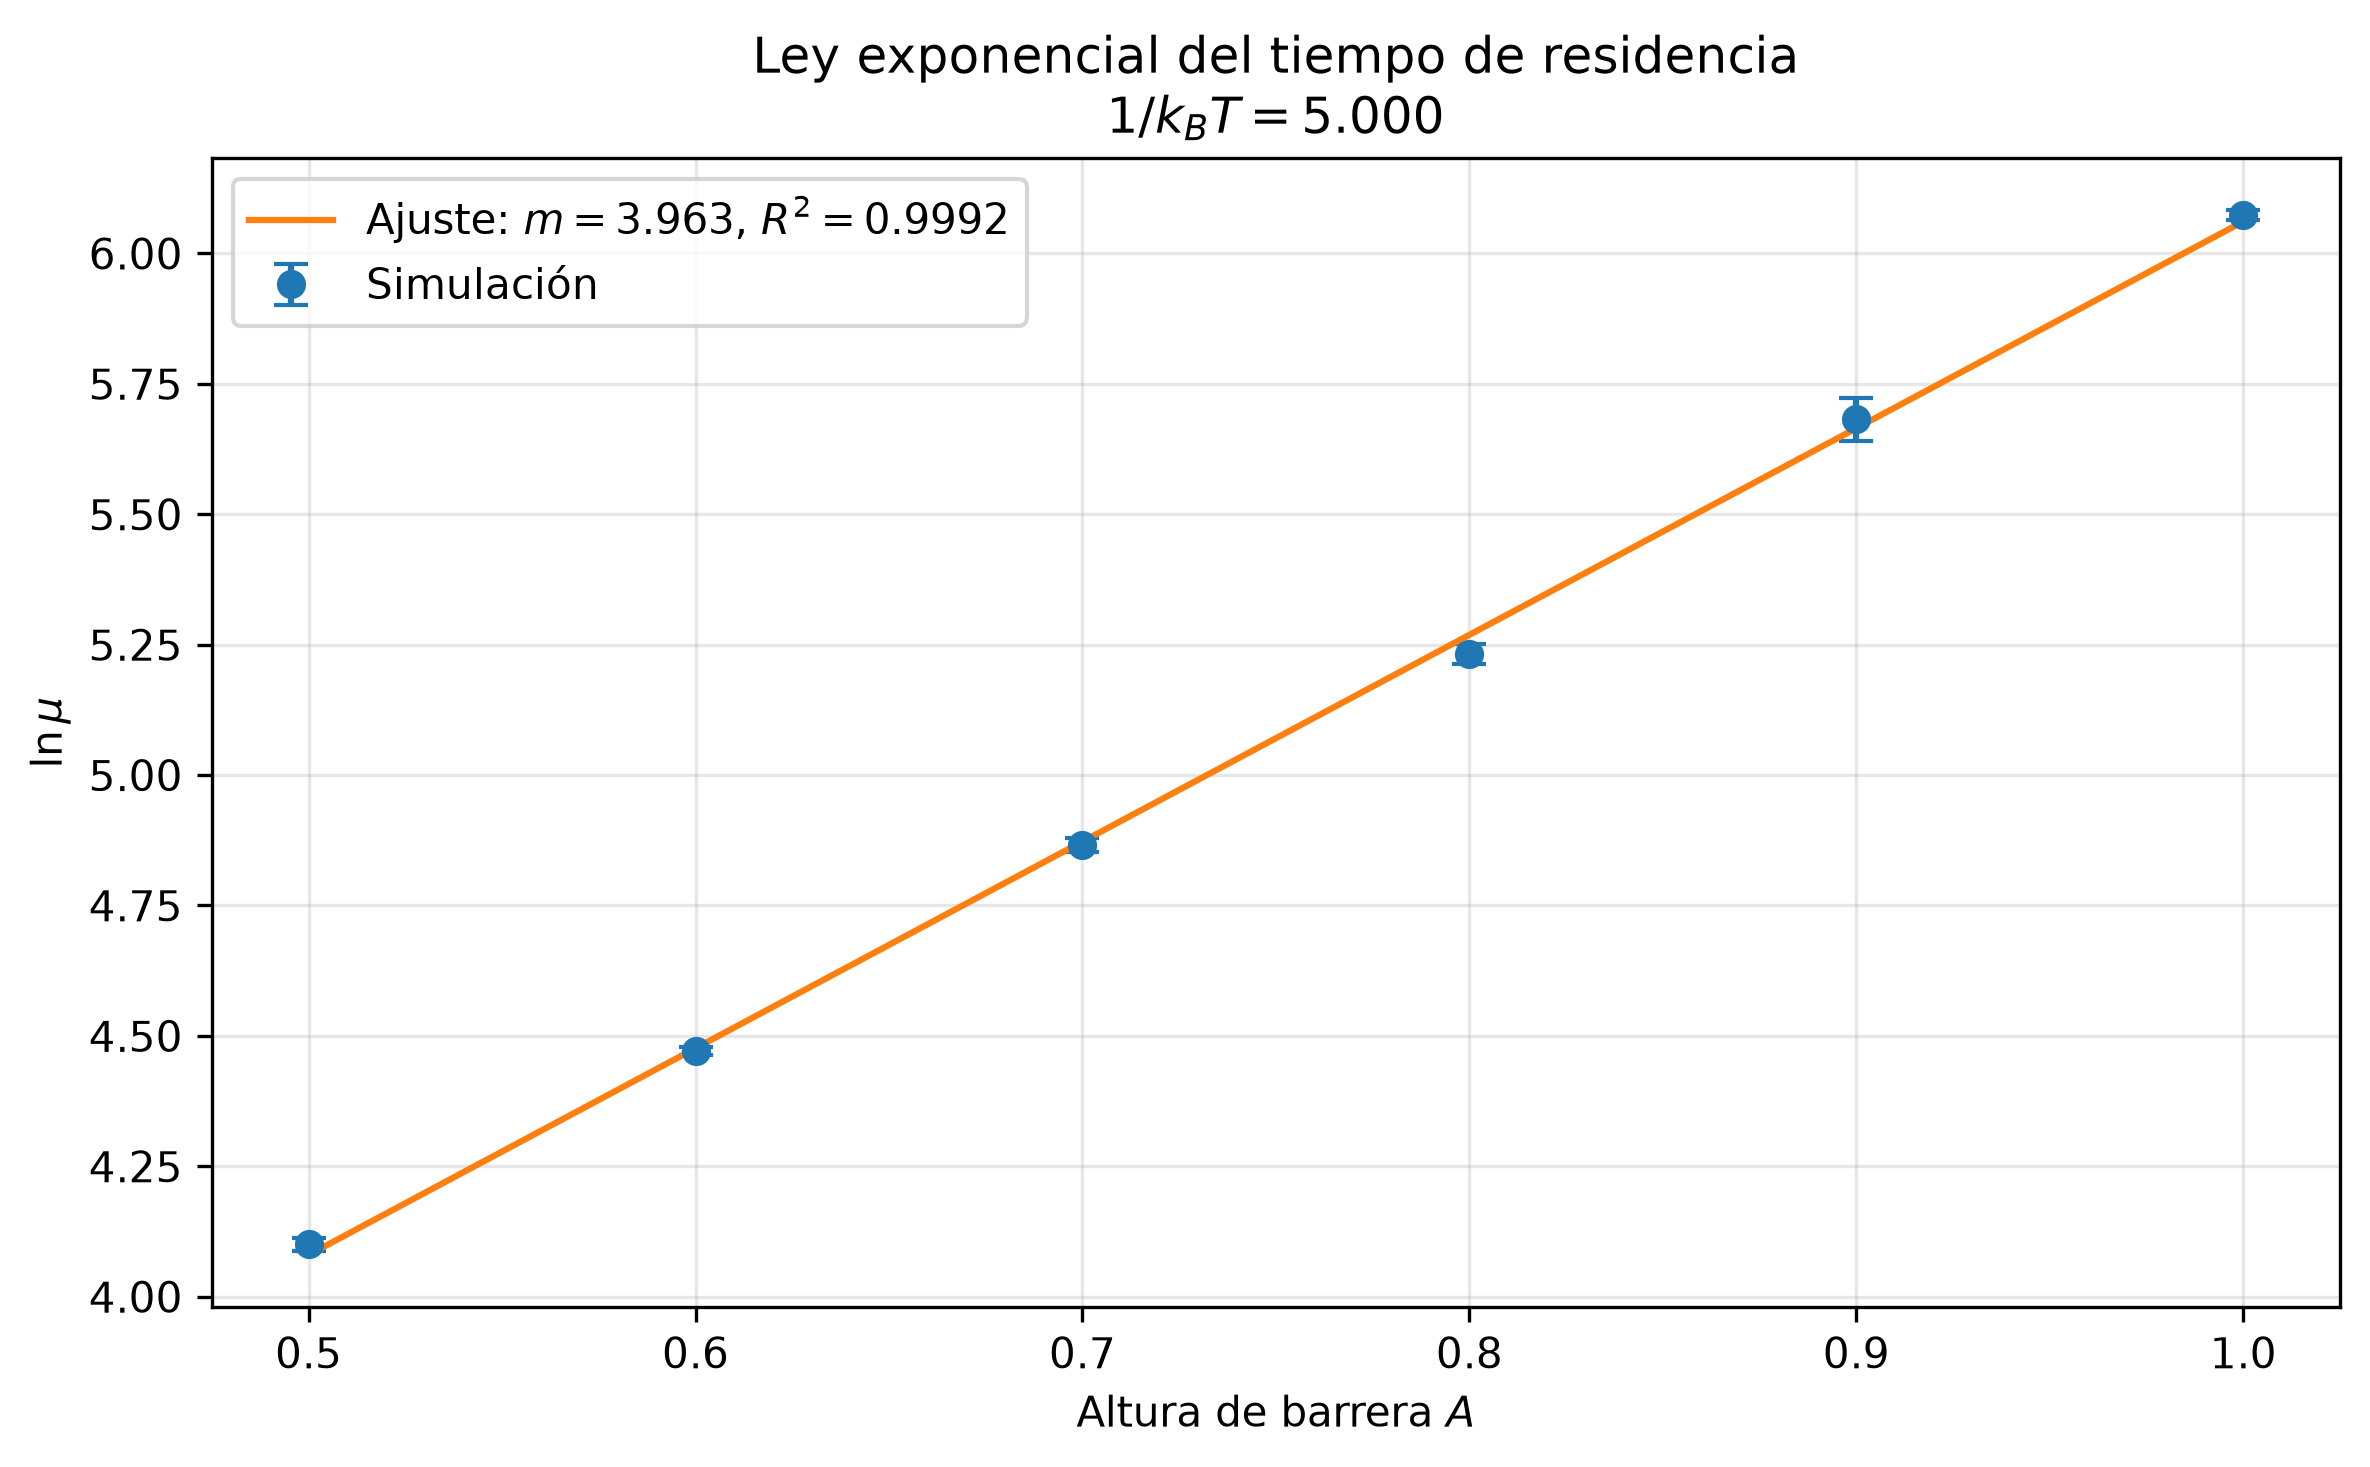 Ley exponencial del tiempo de residencia
1/k_BT = 5.000
Ajuste: m = 3.963, R² = 0.9992
Simulación
6.00
5.75
5.50
5.25
5.00
4.75
4.50
4.25
4.00
ln μ
0.5 0.6 0.7 0.8 0.9 1.0
Altura de barrera A